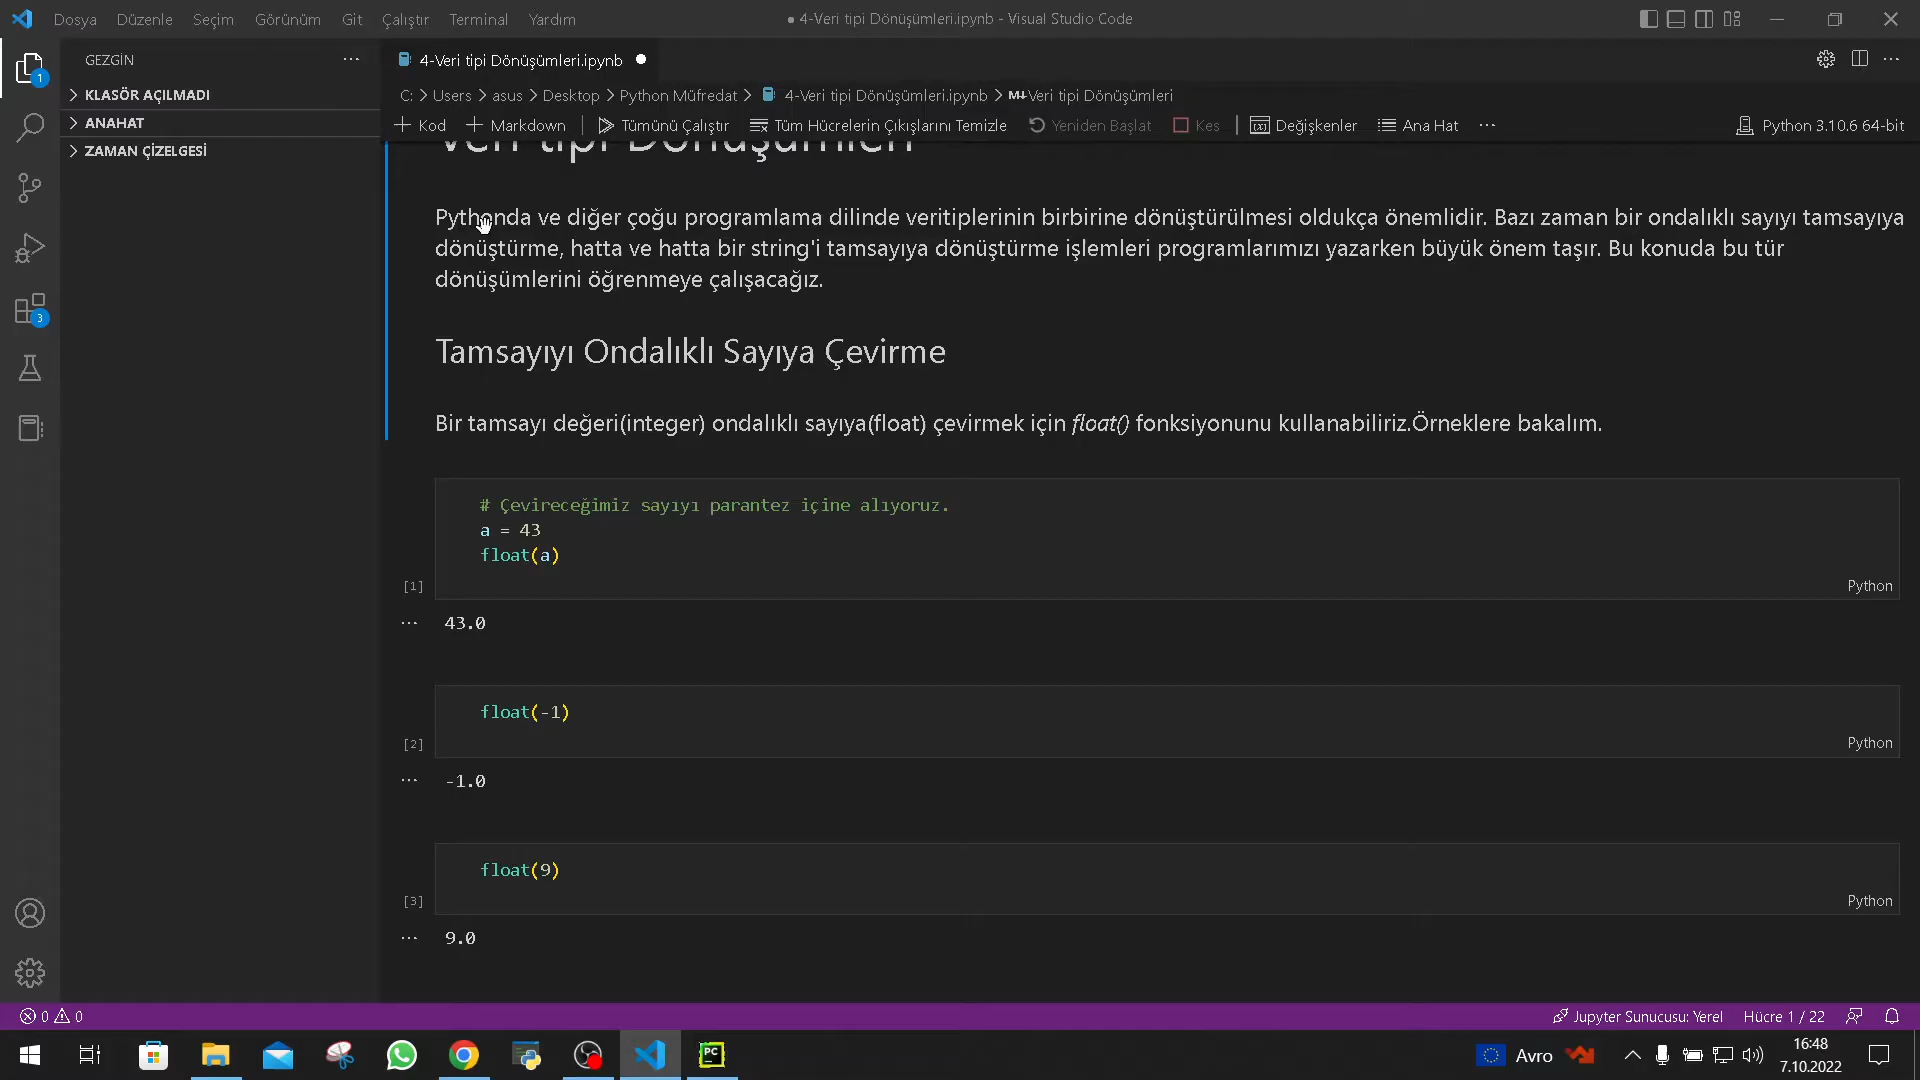 Dosya Düzenle Seçim Görünüm Git Çalıştır Terminal Yardım
● 4-Veri tipi Dönüşümleri.ipynb - Visual Studio Code
GEZGİN ···
4-Veri tipi Dönüşümleri.ipynb ●
KLASÖR AÇILMADI
ANAHAT
ZAMAN ÇİZELGESİ
C: > Users > asus > Desktop > Python Müfredat > 4-Veri tipi Dönüşümleri.ipynb > M↓Veri tipi Dönüşümleri
+ Kod + Markdown | Tümünü Çalıştır Tüm Hücrelerin Çıkışlarını Temizle Yeniden Başlat Kes | Değişkenler Ana Hat ··· Python 3.10.6 64-bit
Veri tipi Dönüşümleri
Pythonda ve diğer çoğu programlama dilinde veritiplerinin birbirine dönüştürülmesi oldukça önemlidir. Bazı zaman bir ondalıklı sayıyı tamsayıya
dönüştürme, hatta ve hatta bir string'i tamsayıya dönüştürme işlemleri programlarımızı yazarken büyük önem taşır. Bu konuda bu tür
dönüşümlerini öğrenmeye çalışacağız.
Tamsayıyı Ondalıklı Sayıya Çevirme
Bir tamsayı değeri(integer) ondalıklı sayıya(float) çevirmek için float() fonksiyonunu kullanabiliriz.Örneklere bakalım.
# Çevireceğimiz sayıyı parantez içine alıyoruz.
a = 43
float(a)
[1] Python
··· 43.0
float(-1)
[2] Python
··· -1.0
float(9)
[3] Python
··· 9.0
1
3
0 0
Jupyter Sunucusu: Yerel Hücre 1 / 22
PC
Avro
16:48
7.10.2022